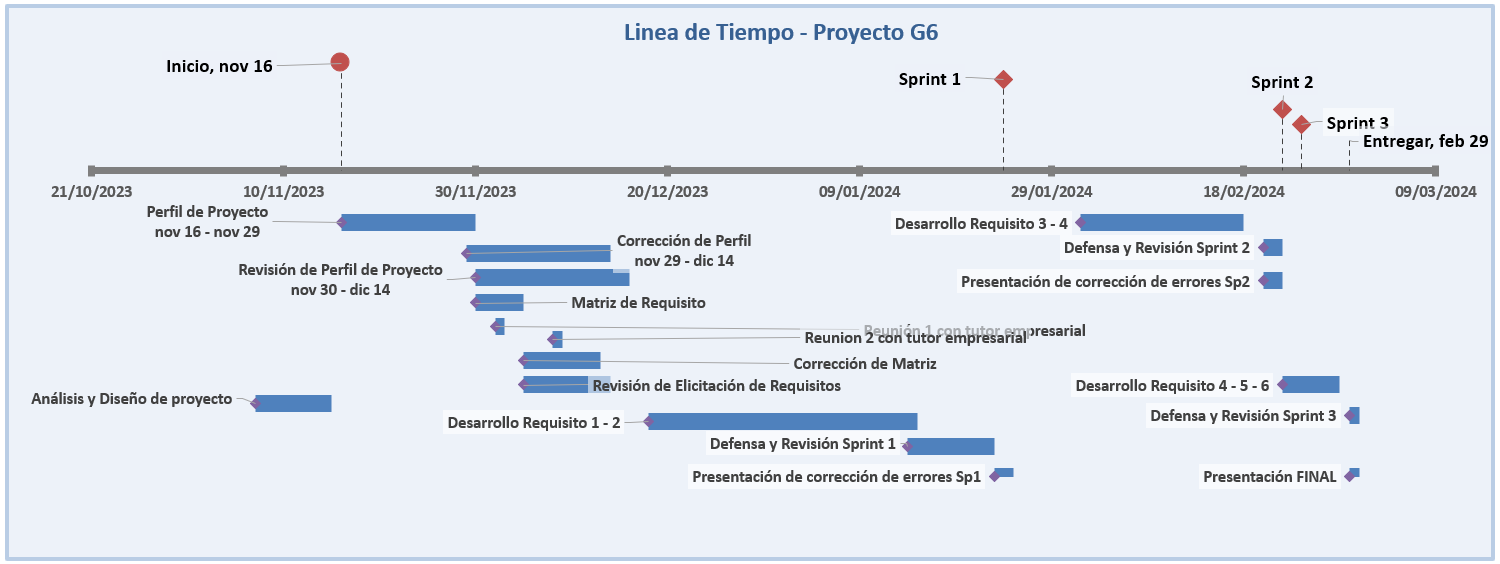 Linea de Tiempo - Proyecto G6
Inicio, nov 16
Sprint 1
Sprint 2
Sprint 3
Entregar, feb 29
21/10/2023
10/11/2023
30/11/2023
20/12/2023
09/01/2024
29/01/2024
18/02/2024
09/03/2024
Perfil de Proyecto
nov 16 - nov 29
Desarrollo Requisito 3 - 4
Corrección de Perfil
nov 29 - dic 14
Defensa y Revisión Sprint 2
Revisión de Perfil de Proyecto
nov 30 - dic 14
Presentación de corrección de errores Sp2
Matriz de Requisito
Reunión 1 con tutor empresarial
Reunion 2 con tutor empresarial
Corrección de Matriz
Revisión de Elicitación de Requisitos
Desarrollo Requisito 4 - 5 - 6
Análisis y Diseño de proyecto
Defensa y Revisión Sprint 3
Desarrollo Requisito 1 - 2
Defensa y Revisión Sprint 1
Presentación de corrección de errores Sp1
Presentación FINAL